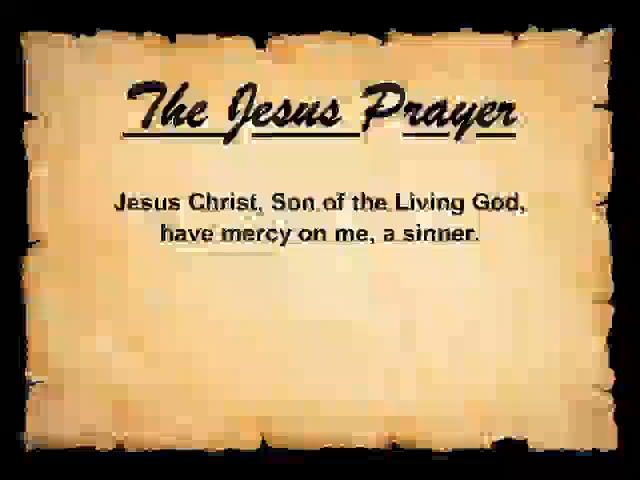 The Jesus Prayer
Jesus Christ, Son of the Living God,
have mercy on me, a sinner.